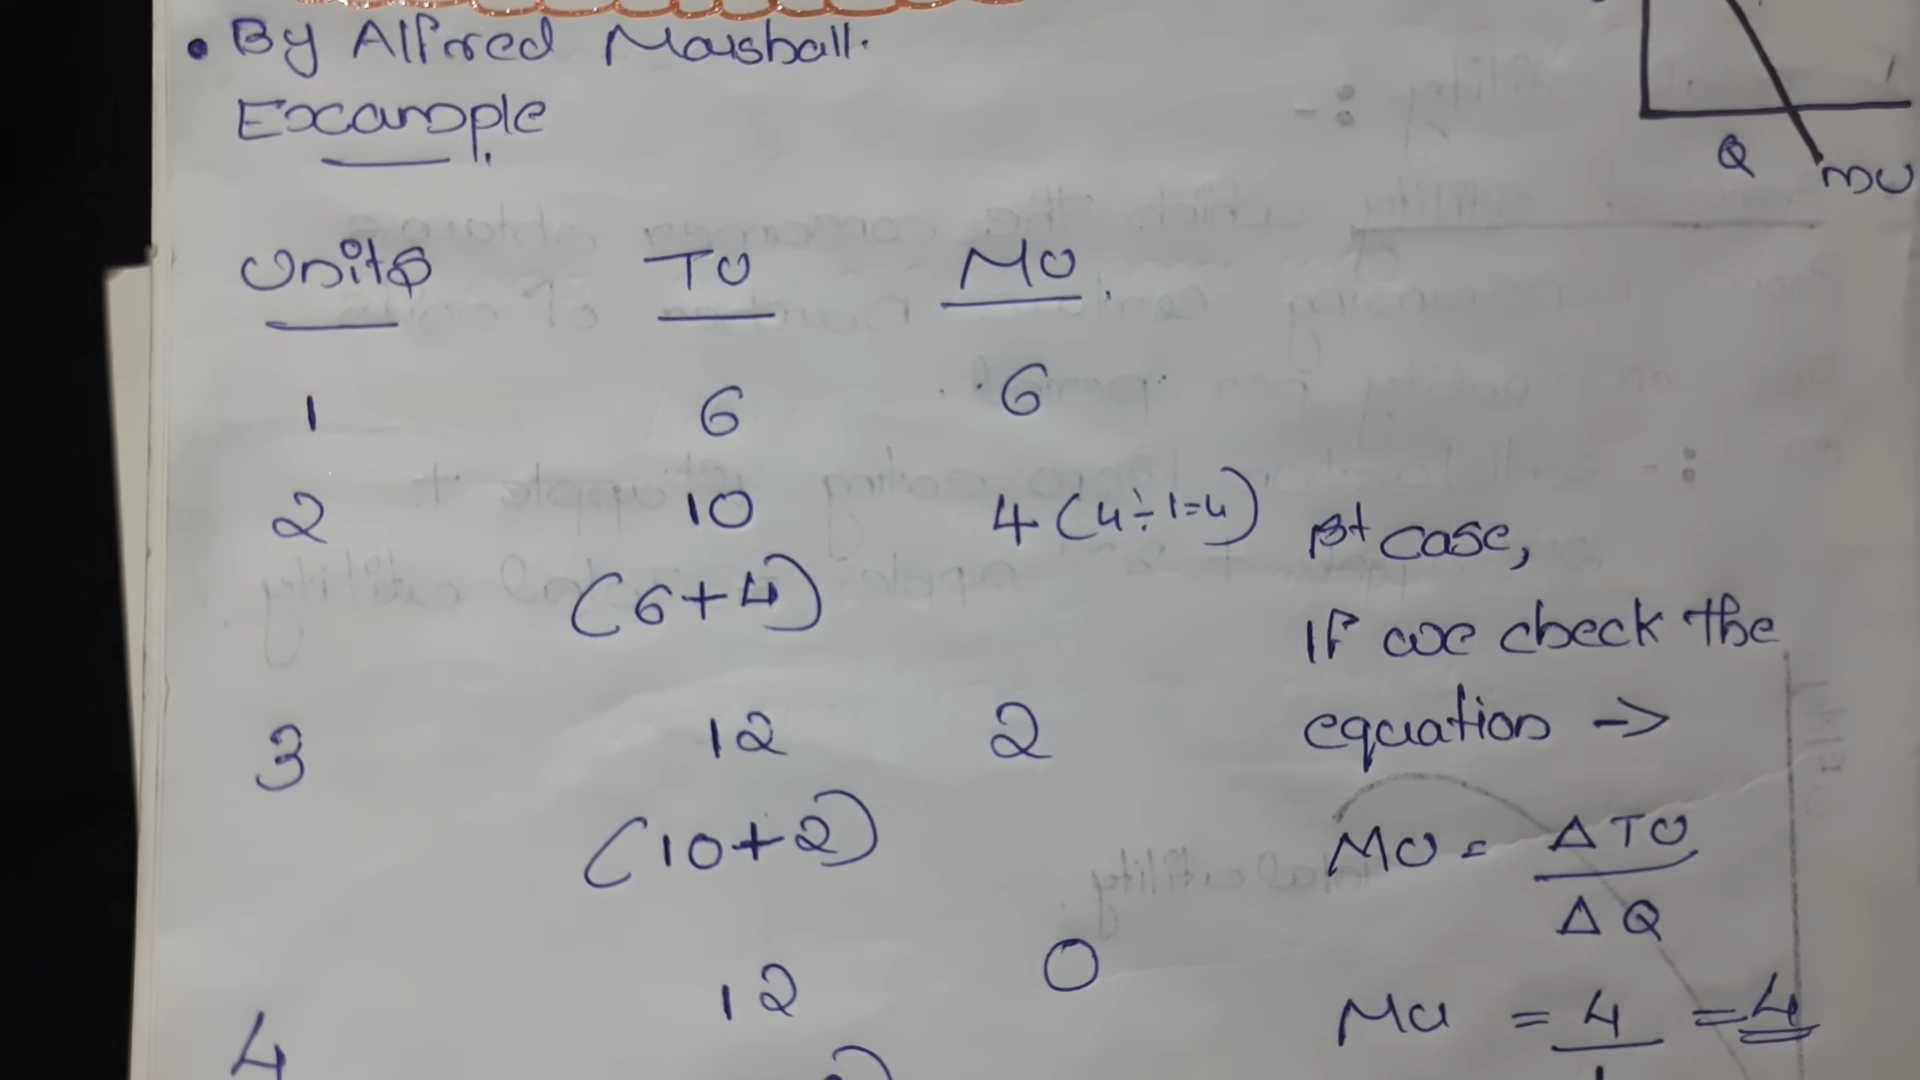 • By Alfred Marshall.
Example
Q
MU
Units TU MU.
1 6 6
2 10 4 (4÷1=4)
(6+4)
1st case,
If we check the
equation →
3 12 2
(10+2)
MU = ΔTU
ΔQ
4 12 0
MU = 4 = 4
1